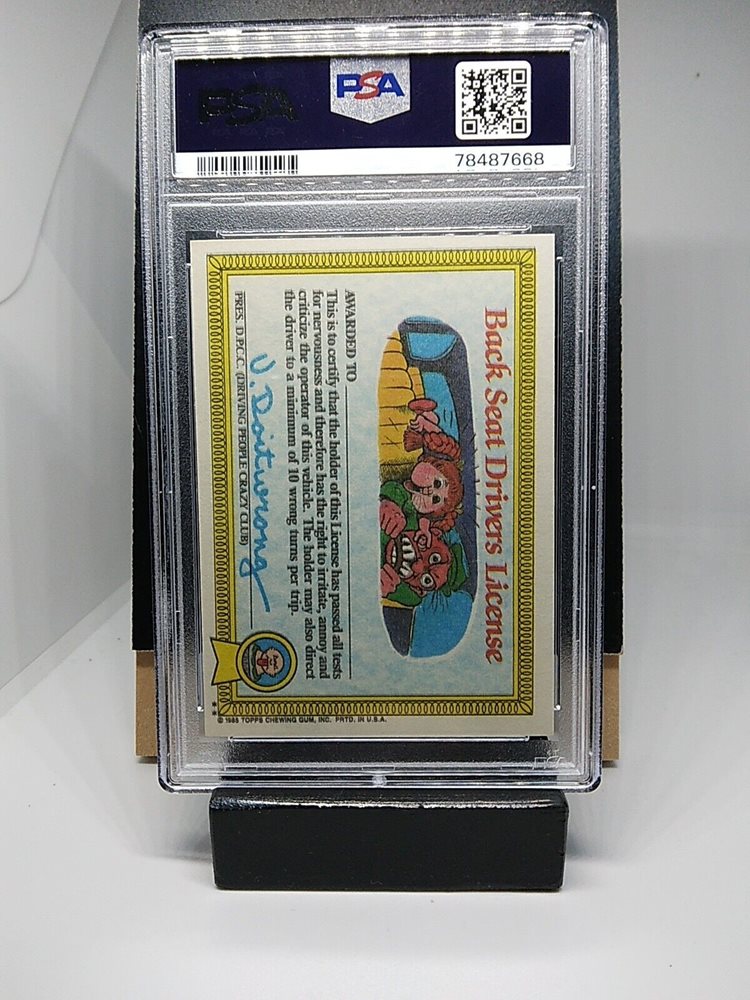 PSA
PSA
78487668
Back Seat Drivers License
AWARDED TO
This is to certify that the holder of this License has passed all tests
for nervousness and therefore has the right to irritate, annoy and
criticize the operator of this vehicle. The holder may also direct
the driver to a minimum of 10 wrong turns per trip.
U. Doitwrong
PRES. D.P.C.C. (DRIVING PEOPLE CRAZY CLUB)
** © 1985 TOPPS CHEWING GUM, INC. PRTD. IN U.S.A.
PSA